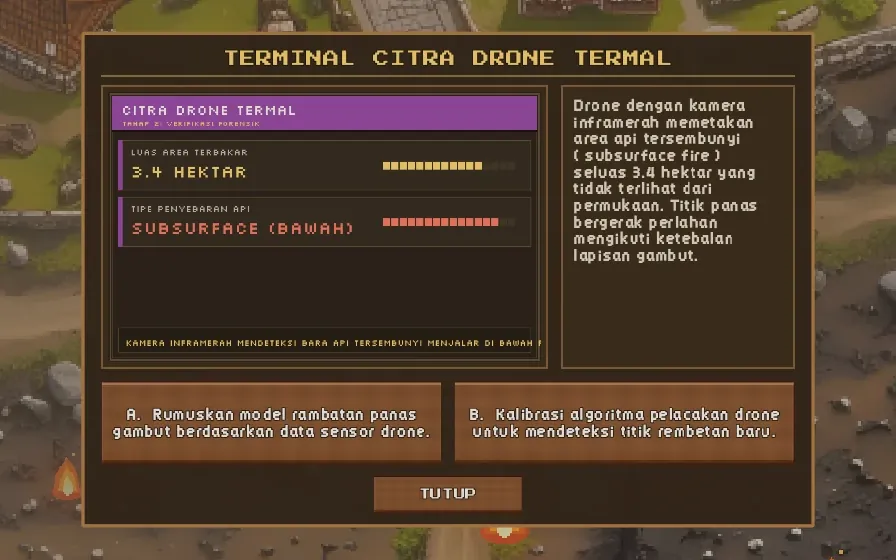 TERMINAL CITRA DRONE TERMAL
CITRA DRONE TERMAL
TAHAP 2: VERIFIKASI FORENSIK
LUAS AREA TERBAKAR
3.4 HEKTAR
TIPE PENYEBARAN API
SUBSURFACE (BAWAH)
KAMERA INFRAMERAH MENDETEKSI BARA API TERSEMBUNYI MENJALAR DI BAWAH
Drone dengan kamera
inframerah memetakan
area api tersembunyi
( subsurface fire )
seluas 3.4 hektar yang
tidak terlihat dari
permukaan. Titik panas
bergerak perlahan
mengikuti ketebalan
lapisan gambut.
A. Rumuskan model rambatan panas
gambut berdasarkan data sensor drone.
B. Kalibrasi algoritma pelacakan drone
untuk mendeteksi titik rembetan baru.
TUTUP